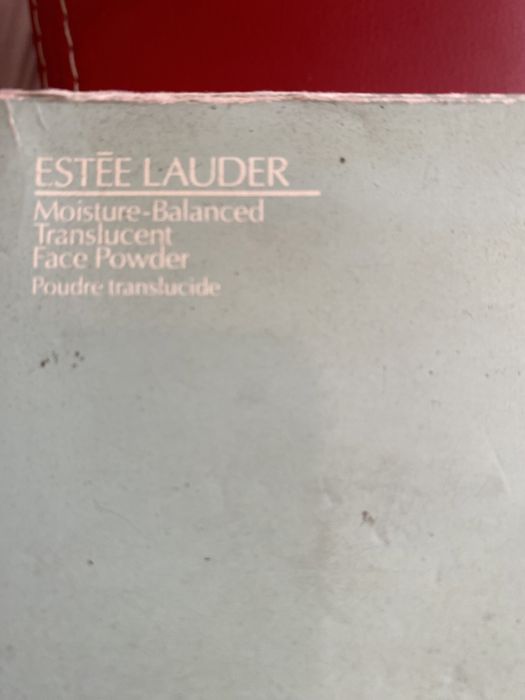 ESTĒE LAUDER
Moisture-Balanced
Translucent
Face Powder
Poudre translucide